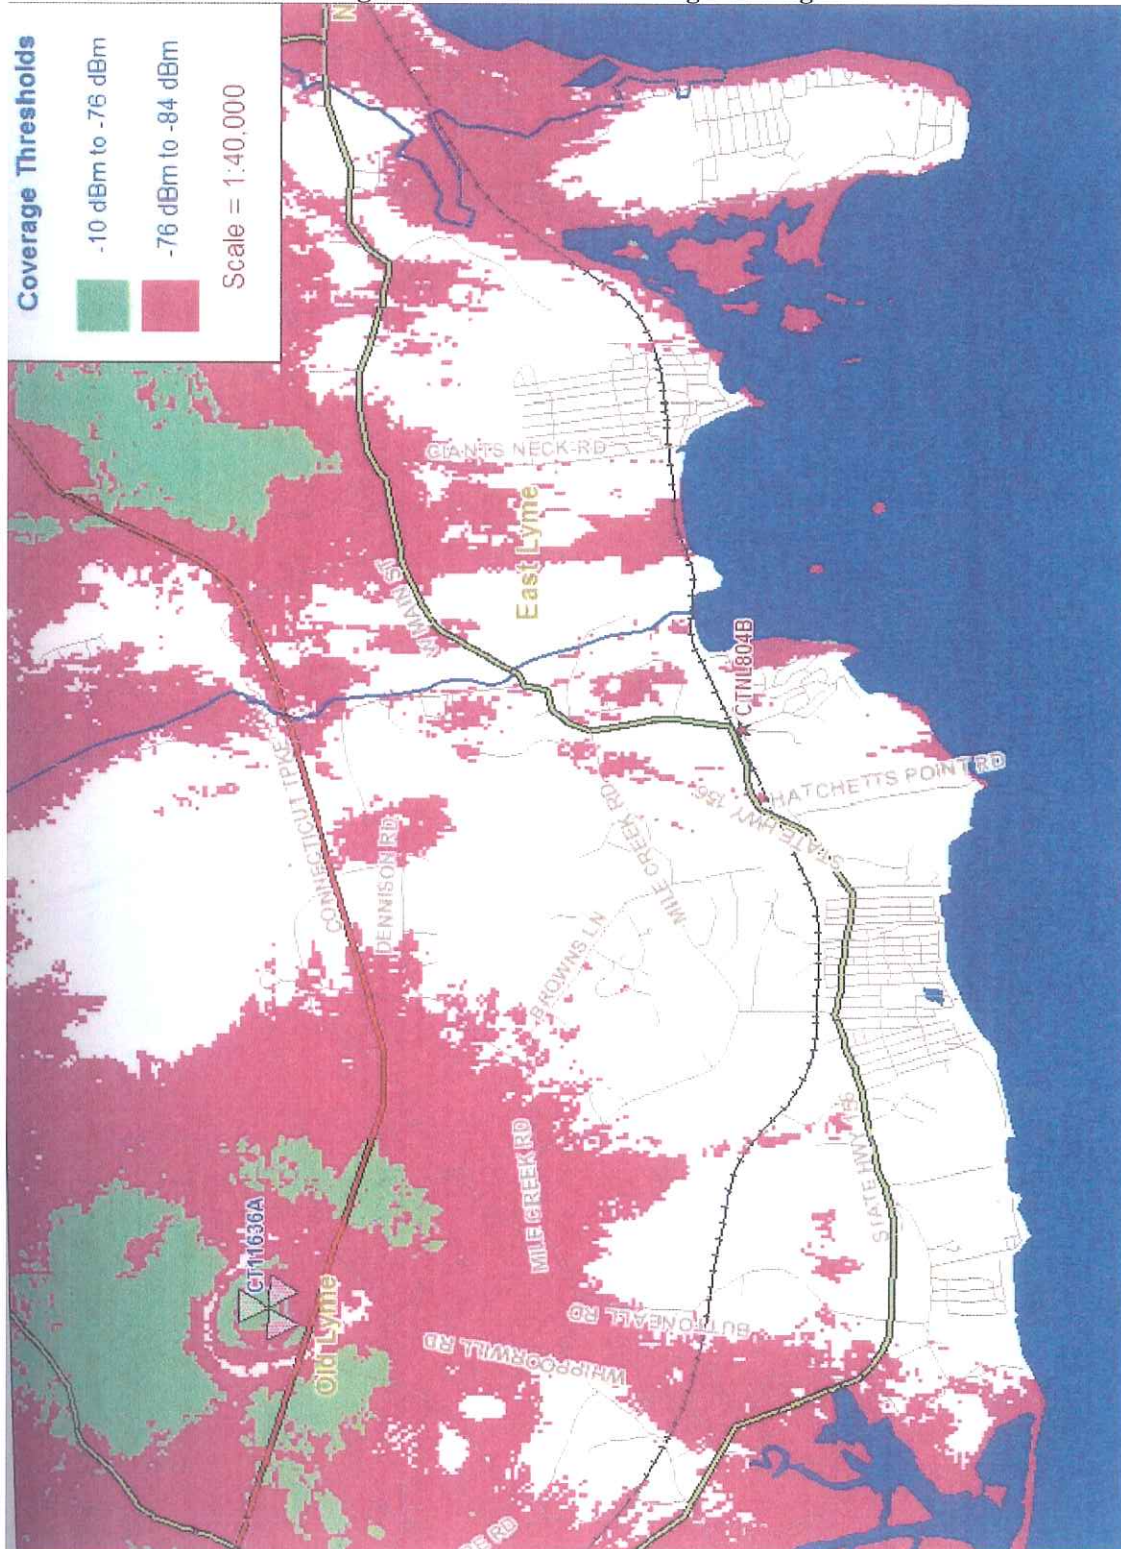 Coverage Thresholds
-10 dBm to -76 dBm
-76 dBm to -84 dBm
Scale = 1:40,000
N
GIANTS NECK RD
East Lyme
W MAIN ST
CONNECTICUT TPKE
DENNISON RD
CTNL804B
HATCHETTS POINT RD
STATE HWY 156
MILE CREEK RD
BROWNS LN
STATE HWY 156
MILE CREEK RD
CT11636A
Old Lyme
BUTTONBALL RD
WHIPPOORWILL RD
RD